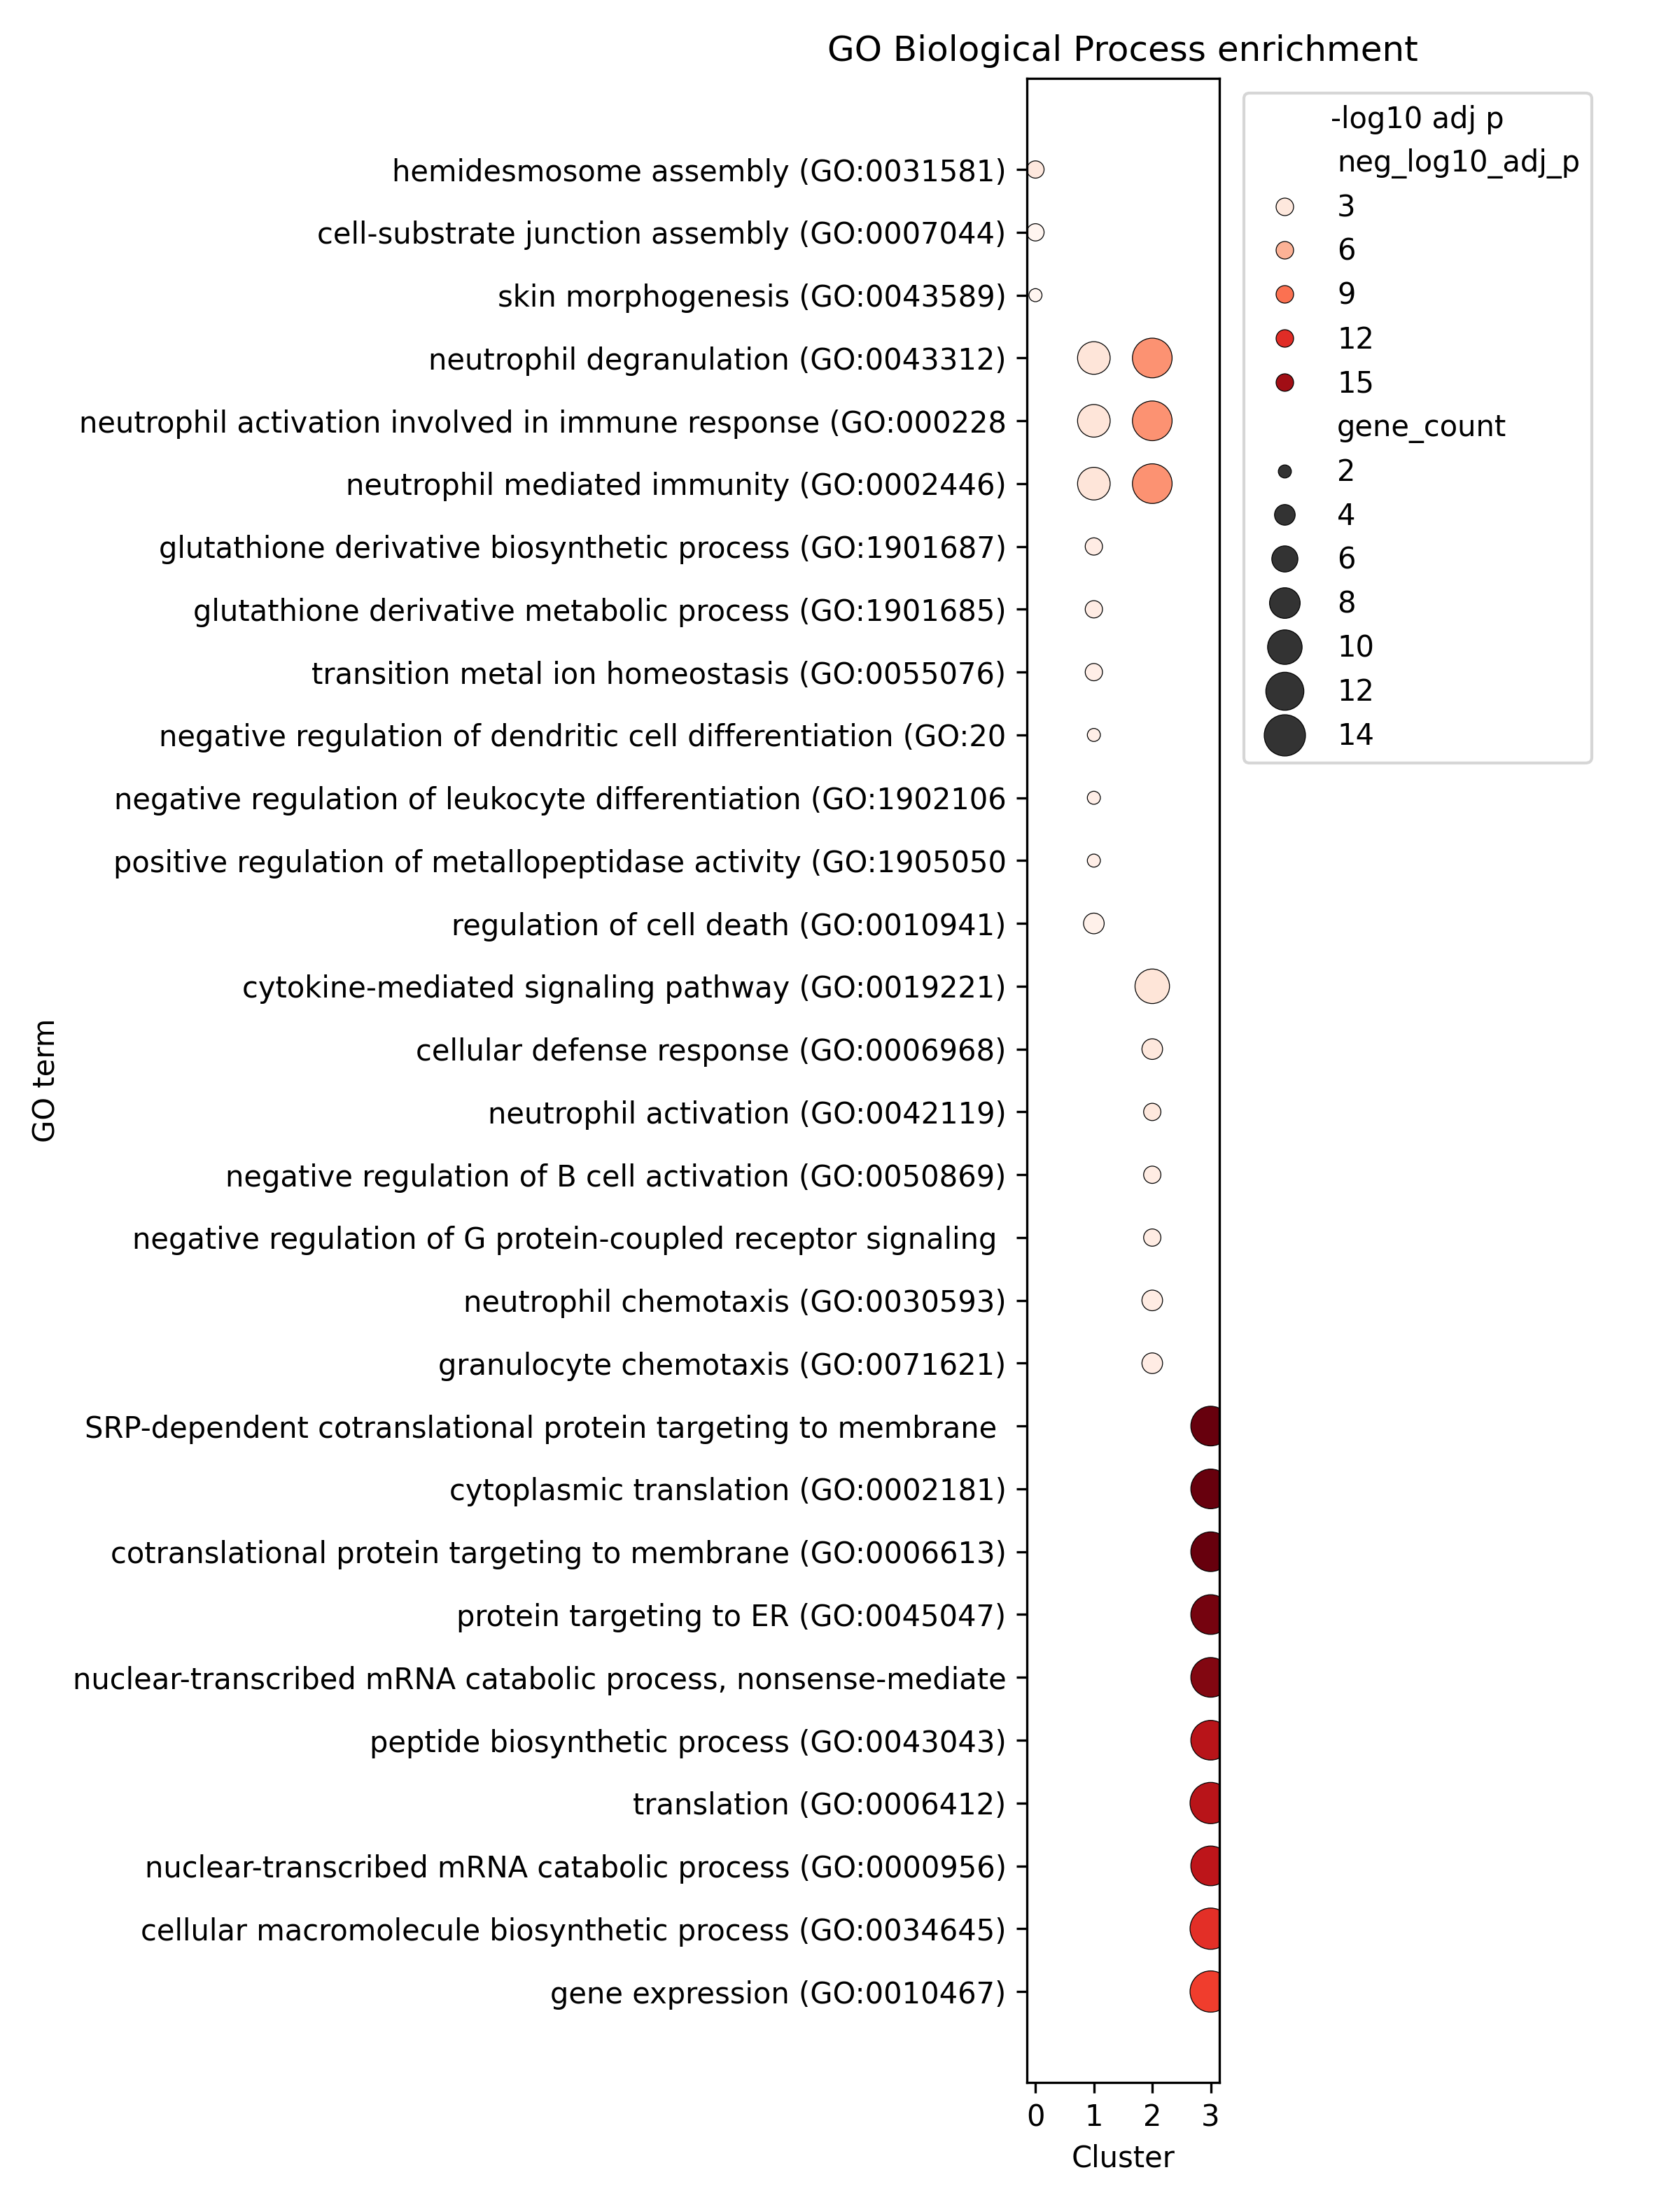 GO Biological Process enrichment
-log10 adj p
neg_log10_adj_p
3
6
9
12
15
gene_count
2
4
6
8
10
12
14
GO term
hemidesmosome assembly (GO:0031581)
cell-substrate junction assembly (GO:0007044)
skin morphogenesis (GO:0043589)
neutrophil degranulation (GO:0043312)
neutrophil activation involved in immune response (GO:000228
neutrophil mediated immunity (GO:0002446)
glutathione derivative biosynthetic process (GO:1901687)
glutathione derivative metabolic process (GO:1901685)
transition metal ion homeostasis (GO:0055076)
negative regulation of dendritic cell differentiation (GO:20
negative regulation of leukocyte differentiation (GO:1902106
positive regulation of metallopeptidase activity (GO:1905050
regulation of cell death (GO:0010941)
cytokine-mediated signaling pathway (GO:0019221)
cellular defense response (GO:0006968)
neutrophil activation (GO:0042119)
negative regulation of B cell activation (GO:0050869)
negative regulation of G protein-coupled receptor signaling
neutrophil chemotaxis (GO:0030593)
granulocyte chemotaxis (GO:0071621)
SRP-dependent cotranslational protein targeting to membrane
cytoplasmic translation (GO:0002181)
cotranslational protein targeting to membrane (GO:0006613)
protein targeting to ER (GO:0045047)
nuclear-transcribed mRNA catabolic process, nonsense-mediate
peptide biosynthetic process (GO:0043043)
translation (GO:0006412)
nuclear-transcribed mRNA catabolic process (GO:0000956)
cellular macromolecule biosynthetic process (GO:0034645)
gene expression (GO:0010467)
0 1 2 3
Cluster